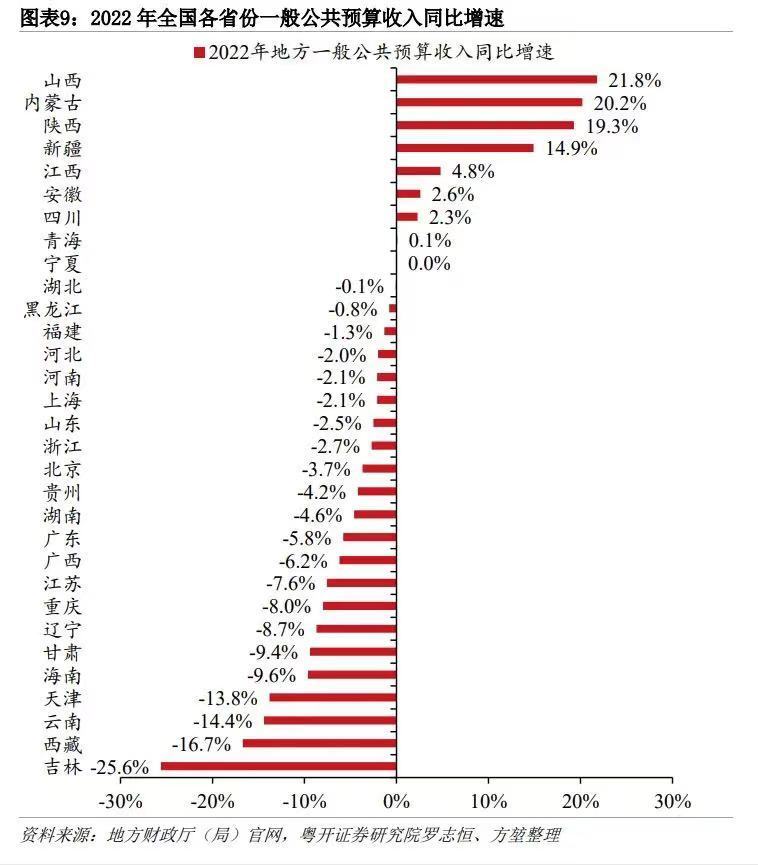 图表9：2022 年全国各省份一般公共预算收入同比增速
2022年地方一般公共预算收入同比增速
山西 21.8%
内蒙古 20.2%
陕西 19.3%
新疆 14.9%
江西 4.8%
安徽 2.6%
四川 2.3%
青海 0.1%
宁夏 0.0%
湖北 -0.1%
黑龙江 -0.8%
福建 -1.3%
河北 -2.0%
河南 -2.1%
上海 -2.1%
山东 -2.5%
浙江 -2.7%
北京 -3.7%
贵州 -4.2%
湖南 -4.6%
广东 -5.8%
广西 -6.2%
江苏 -7.6%
重庆 -8.0%
辽宁 -8.7%
甘肃 -9.4%
海南 -9.6%
天津 -13.8%
云南 -14.4%
西藏 -16.7%
吉林 -25.6%
-30% -20% -10% 0% 10% 20% 30%
资料来源：地方财政厅（局）官网，粤开证券研究院罗志恒、方堃整理